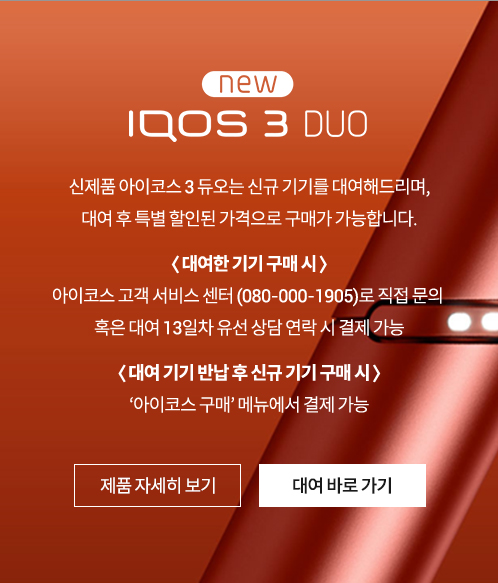 new
IQOS 3 DUO
신제품 아이코스 3 듀오는 신규 기기를 대여해드리며,
대여 후 특별 할인된 가격으로 구매가 가능합니다.
〈 대여한 기기 구매 시 〉
아이코스 고객 서비스 센터 (080-000-1905)로 직접 문의
혹은 대여 13일차 유선 상담 연락 시 결제 가능
〈 대여 기기 반납 후 신규 기기 구매 시 〉
‘아이코스 구매’ 메뉴에서 결제 가능
제품 자세히 보기
대여 바로 가기